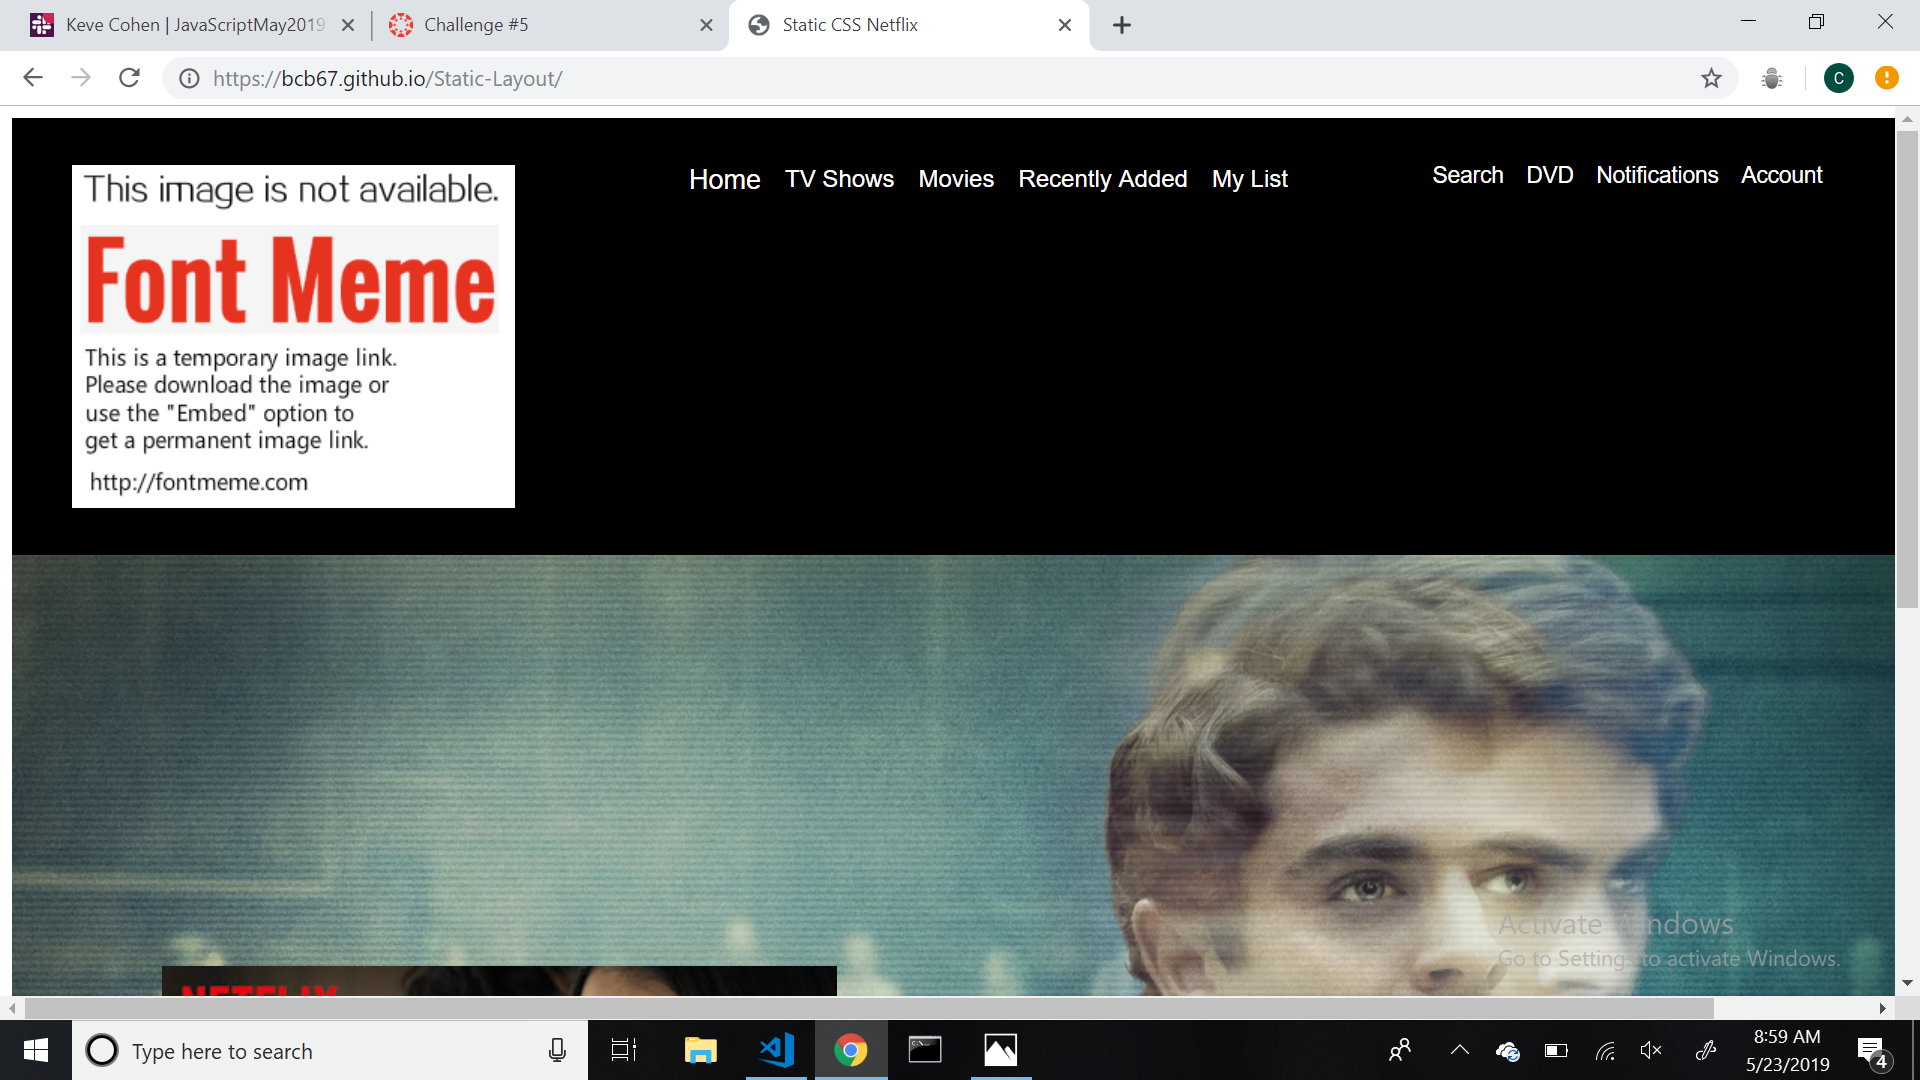 Keve Cohen | JavaScriptMay2019
Challenge #5
Static CSS Netflix
https://bcb67.github.io/Static-Layout/
C
This image is not available.
Font Meme
This is a temporary image link.
Please download the image or
use the "Embed" option to
get a permanent image link.
http://fontmeme.com
Home TV Shows Movies Recently Added My List
Search DVD Notifications Account
NETFLIX
Activate Windows
Go to Settings to activate Windows.
Type here to search
8:59 AM
5/23/2019
4